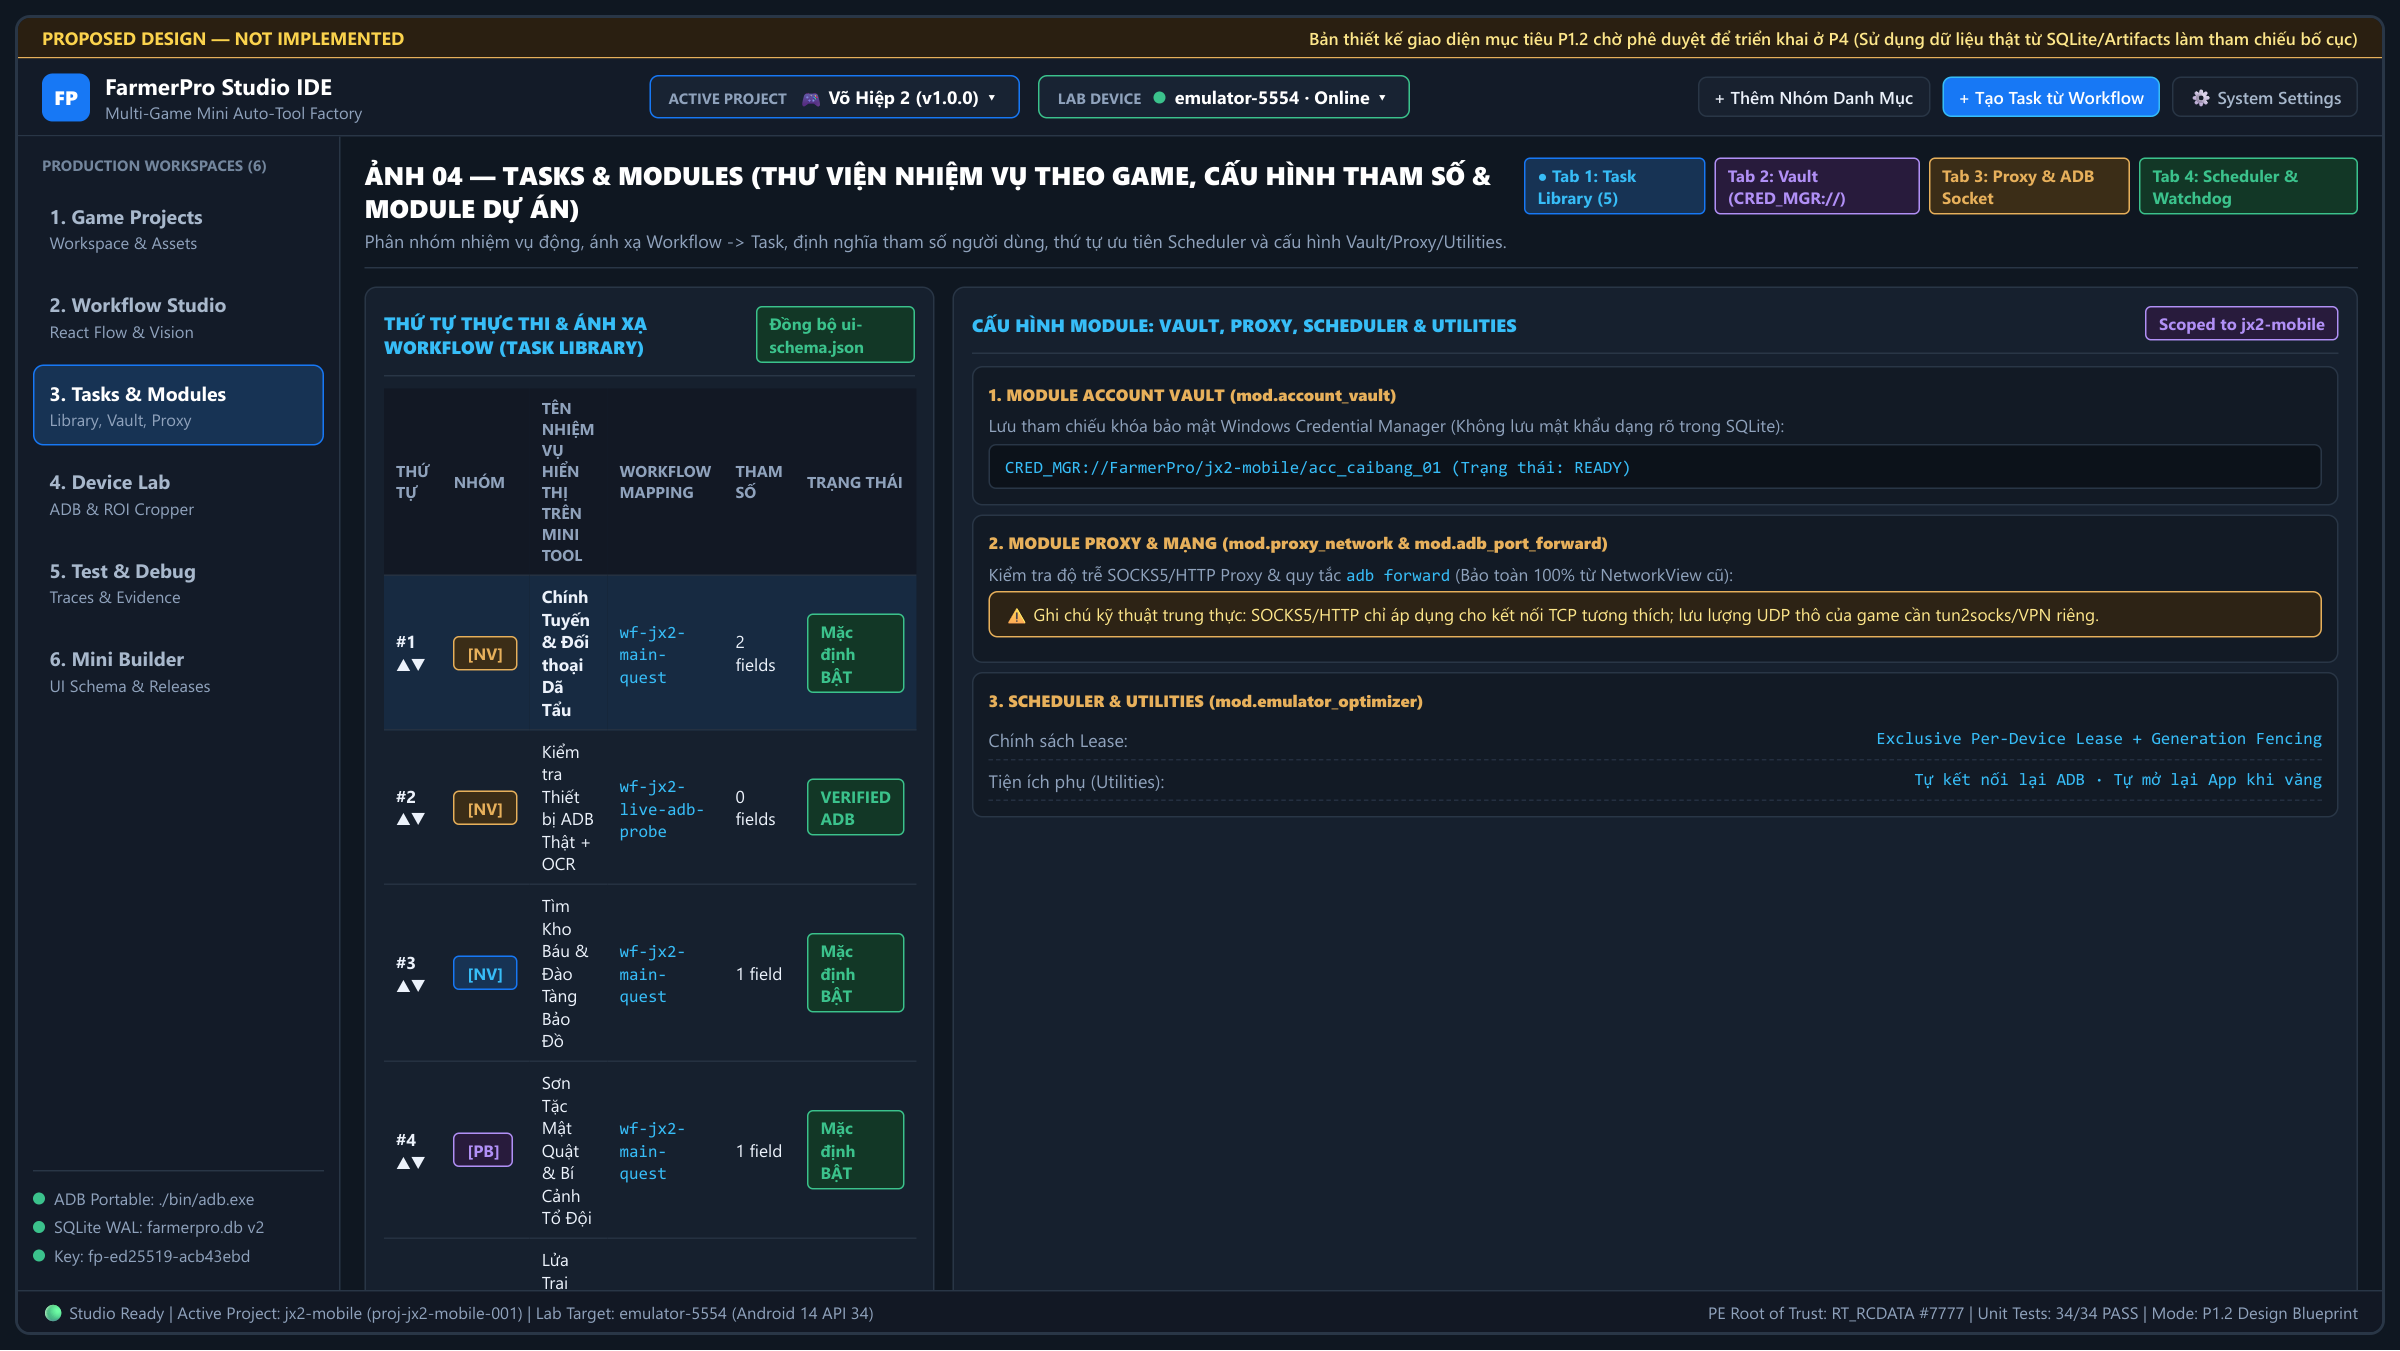 PROPOSED DESIGN — NOT IMPLEMENTED
Bản thiết kế giao diện mục tiêu P1.2 chờ phê duyệt để triển khai ở P4 (Sử dụng dữ liệu thật từ SQLite/Artifacts làm tham chiếu bố cục)
FP
FarmerPro Studio IDE
Multi-Game Mini Auto-Tool Factory
ACTIVE PROJECT 🎮 Võ Hiệp 2 (v1.0.0) ▾
LAB DEVICE ● emulator-5554 · Online ▾
+ Thêm Nhóm Danh Mục
+ Tạo Task từ Workflow
⚙ System Settings
PRODUCTION WORKSPACES (6)
1. Game Projects
Workspace & Assets
2. Workflow Studio
React Flow & Vision
3. Tasks & Modules
Library, Vault, Proxy
4. Device Lab
ADB & ROI Cropper
5. Test & Debug
Traces & Evidence
6. Mini Builder
UI Schema & Releases
ADB Portable: ./bin/adb.exe
SQLite WAL: farmerpro.db v2
Key: fp-ed25519-acb43ebd
ẢNH 04 — TASKS & MODULES (THƯ VIỆN NHIỆM VỤ THEO GAME, CẤU HÌNH THAM SỐ &
MODULE DỰ ÁN)
Phân nhóm nhiệm vụ động, ánh xạ Workflow -> Task, định nghĩa tham số người dùng, thứ tự ưu tiên Scheduler và cấu hình Vault/Proxy/Utilities.
● Tab 1: Task
Library (5)
Tab 2: Vault
(CRED_MGR://)
Tab 3: Proxy & ADB
Socket
Tab 4: Scheduler &
Watchdog
THỨ TỰ THỰC THI & ÁNH XẠ
WORKFLOW (TASK LIBRARY)
Đồng bộ ui-
schema.json
THỨ
TỰ
NHÓM
TÊN
NHIỆM
VỤ
HIỂN
THỊ
TRÊN
MINI
TOOL
WORKFLOW
MAPPING
THAM
SỐ
TRẠNG THÁI
#1
▲▼
[NV]
Chính
Tuyến
& Đối
thoại
Dã
Tẩu
wf-jx2-
main-
quest
2
fields
Mặc
định
BẬT
#2
▲▼
[NV]
Kiểm
tra
Thiết
bị ADB
Thật +
OCR
wf-jx2-
live-adb-
probe
0
fields
VERIFIED
ADB
#3
▲▼
[NV]
Tìm
Kho
Báu &
Đào
Tàng
Bảo
Đồ
wf-jx2-
main-
quest
1 field
Mặc
định
BẬT
#4
▲▼
[PB]
Sơn
Tặc
Mật
Quật
& Bí
Cảnh
Tổ Đội
wf-jx2-
main-
quest
1 field
Mặc
định
BẬT
Lửa
Trại
CẤU HÌNH MODULE: VAULT, PROXY, SCHEDULER & UTILITIES
Scoped to jx2-mobile
1. MODULE ACCOUNT VAULT (mod.account_vault)
Lưu tham chiếu khóa bảo mật Windows Credential Manager (Không lưu mật khẩu dạng rõ trong SQLite):
CRED_MGR://FarmerPro/jx2-mobile/acc_caibang_01 (Trạng thái: READY)
2. MODULE PROXY & MẠNG (mod.proxy_network & mod.adb_port_forward)
Kiểm tra độ trễ SOCKS5/HTTP Proxy & quy tắc adb forward (Bảo toàn 100% từ NetworkView cũ):
⚠ Ghi chú kỹ thuật trung thực: SOCKS5/HTTP chỉ áp dụng cho kết nối TCP tương thích; lưu lượng UDP thô của game cần tun2socks/VPN riêng.
3. SCHEDULER & UTILITIES (mod.emulator_optimizer)
Chính sách Lease:
Exclusive Per-Device Lease + Generation Fencing
Tiện ích phụ (Utilities):
Tự kết nối lại ADB · Tự mở lại App khi văng
Studio Ready | Active Project: jx2-mobile (proj-jx2-mobile-001) | Lab Target: emulator-5554 (Android 14 API 34)
PE Root of Trust: RT_RCDATA #7777 | Unit Tests: 34/34 PASS | Mode: P1.2 Design Blueprint